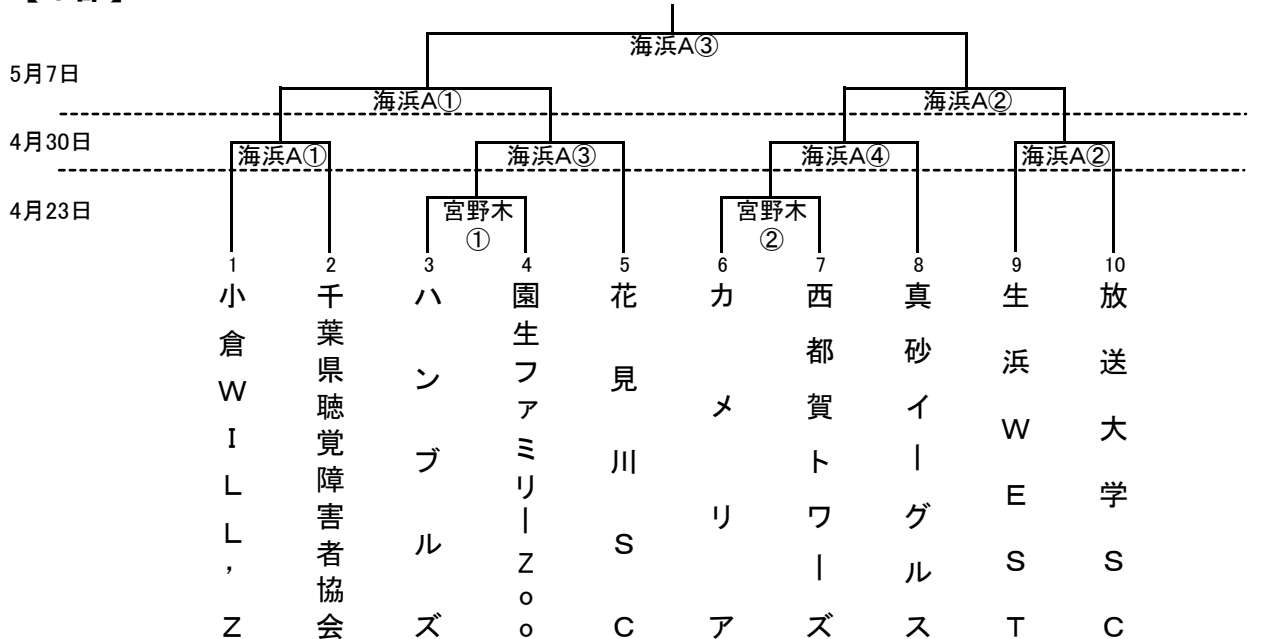 海浜A③
5月7日
海浜A① 海浜A②
4月30日
海浜A① 海浜A③ 海浜A④ 海浜A②
4月23日
宮野木① 宮野木②
1 2 3 4 5 6 7 8 9 10
小倉WILL’Z
千葉県聴覚障害者協会
ハンブルズ
園生ファミリーZoo
花見川SC
カメリア
西都賀トワーズ
真砂イーグルス
生浜WEST
放送大学SC